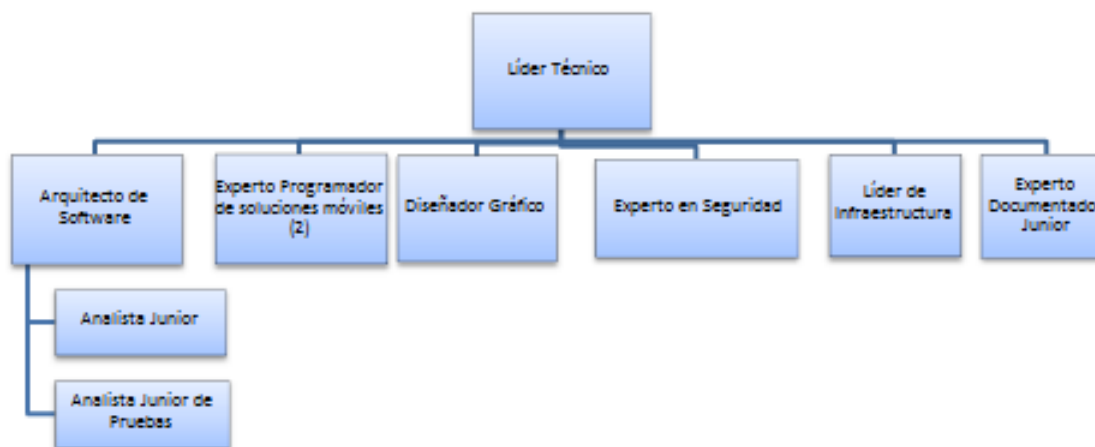 Líder Técnico
Arquitecto de
Software
Experto Programador
de soluciones móviles
(2)
Diseñador Gráfico
Experto en Seguridad
Líder de
Infraestructura
Experto
Documentado
Junior
Analista Junior
Analista Junior de
Pruebas